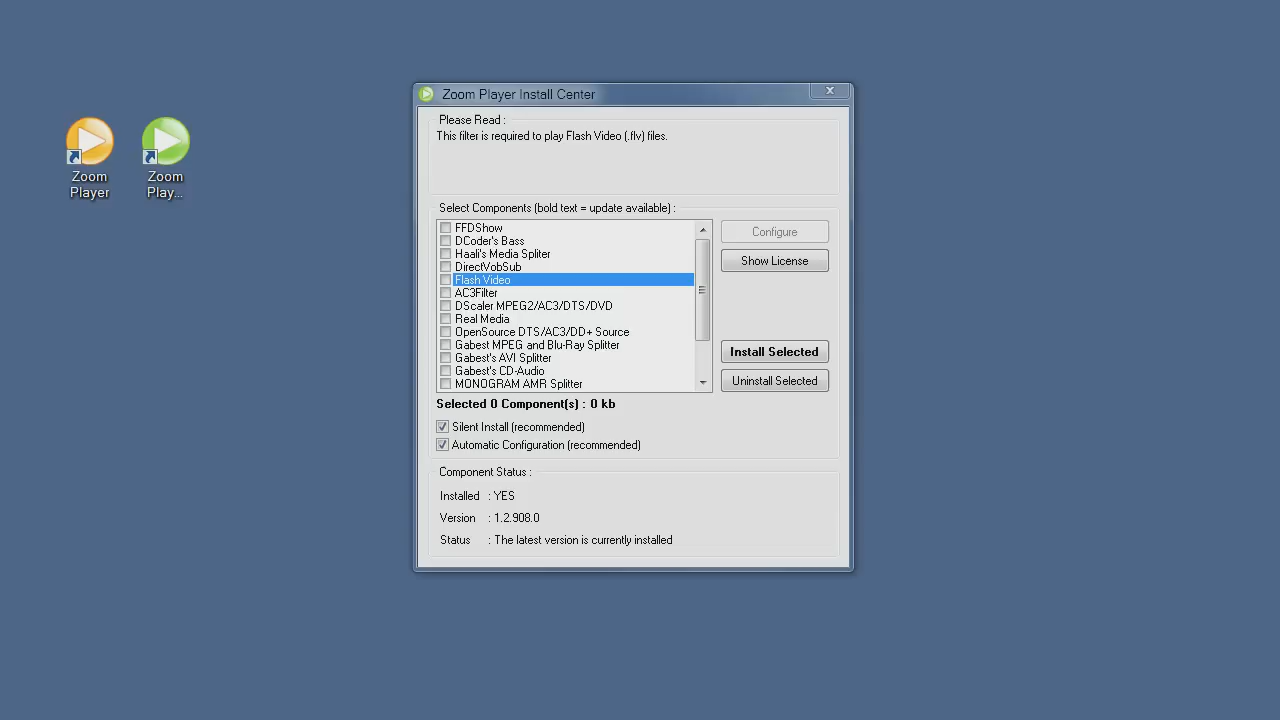 Zoom Player
Zoom Play...
Zoom Player Install Center
Please Read :
This filter is required to play Flash Video (.flv) files.
Select Components (bold text = update available) :
FFDShow
DCoder's Bass
Haali's Media Spliter
DirectVobSub
Flash Video
AC3Filter
DScaler MPEG2/AC3/DTS/DVD
Real Media
OpenSource DTS/AC3/DD+ Source
Gabest MPEG and Blu-Ray Splitter
Gabest's AVI Splitter
Gabest's CD-Audio
MONOGRAM AMR Splitter
Configure
Show License
Install Selected
Uninstall Selected
Selected 0 Component(s) : 0 kb
Silent Install (recommended)
Automatic Configuration (recommended)
Component Status :
Installed : YES
Version : 1.2.908.0
Status : The latest version is currently installed